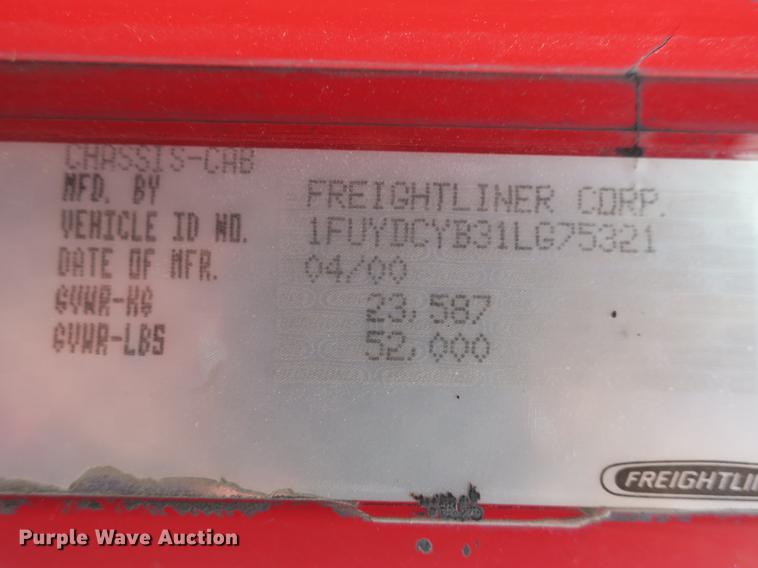 CHASSIS-CAB
MFD. BY FREIGHTLINER CORP.
VEHICLE ID NO. 1FUYDCYB31LG75321
DATE OF MFR. 04/00
GVWR-KG 23,587
GVWR-LBS 52,000
FREIGHTLI
Purple Wave Auction